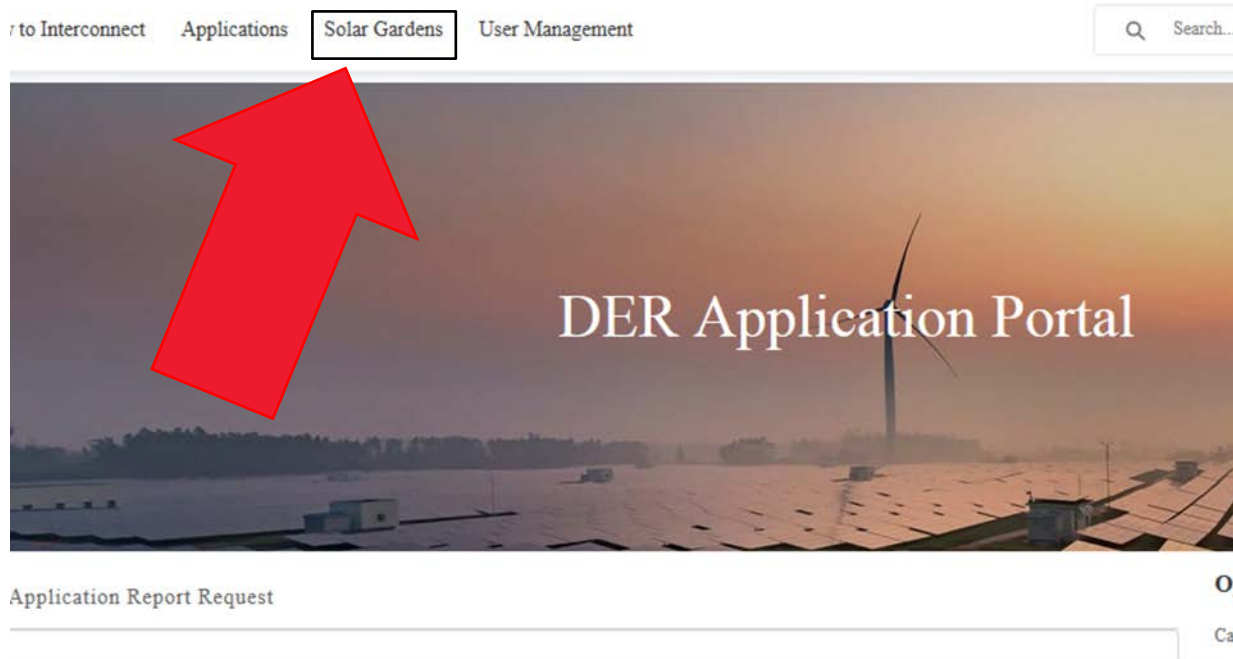 to Interconnect Applications Solar Gardens User Management Search...
DER Application Portal
Application Report Request